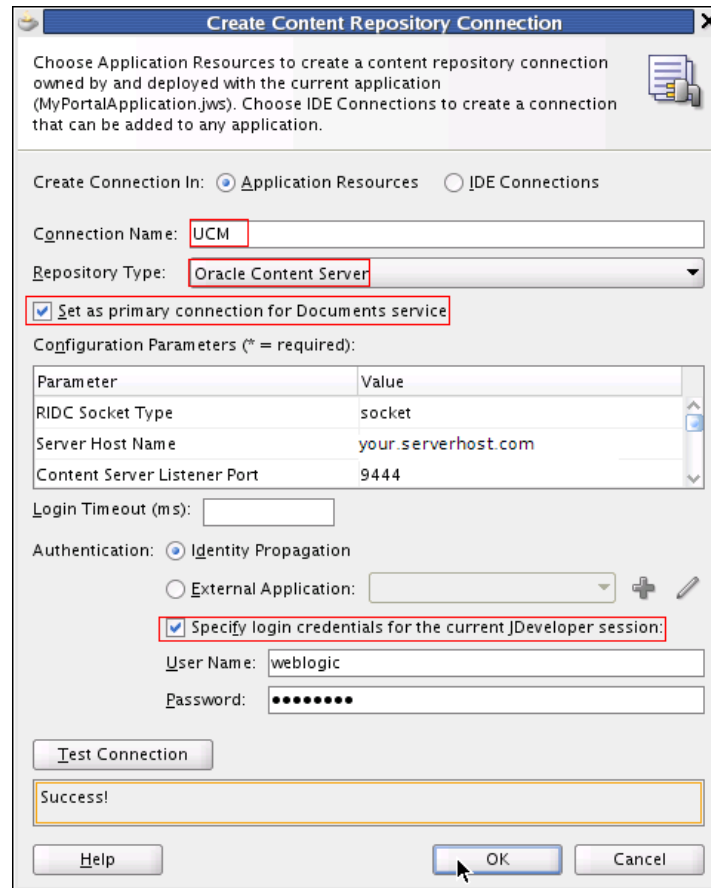 Create Content Repository Connection
Choose Application Resources to create a content repository connection
owned by and deployed with the current application
(MyPortalApplication.jws). Choose IDE Connections to create a connection
that can be added to any application.
Create Connection In: Application Resources IDE Connections
Connection Name: UCM
Repository Type: Oracle Content Server
Set as primary connection for Documents service
Configuration Parameters (* = required):
Parameter Value
RIDC Socket Type socket
Server Host Name your.serverhost.com
Content Server Listener Port 9444
Login Timeout (ms):
Authentication: Identity Propagation
External Application:
Specify login credentials for the current JDeveloper session:
User Name: weblogic
Password: ●●●●●●●●
Test Connection
Success!
Help OK Cancel